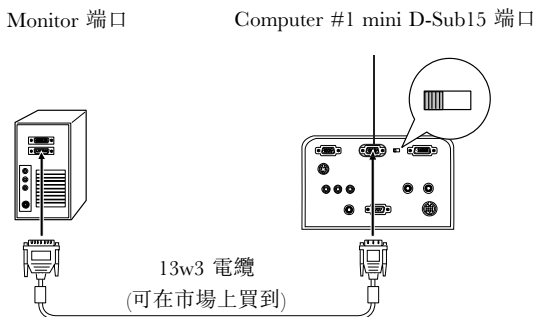 Monitor 端口
Computer #1 mini D-Sub15 端口
13w3 電纜
(可在市場上買到)